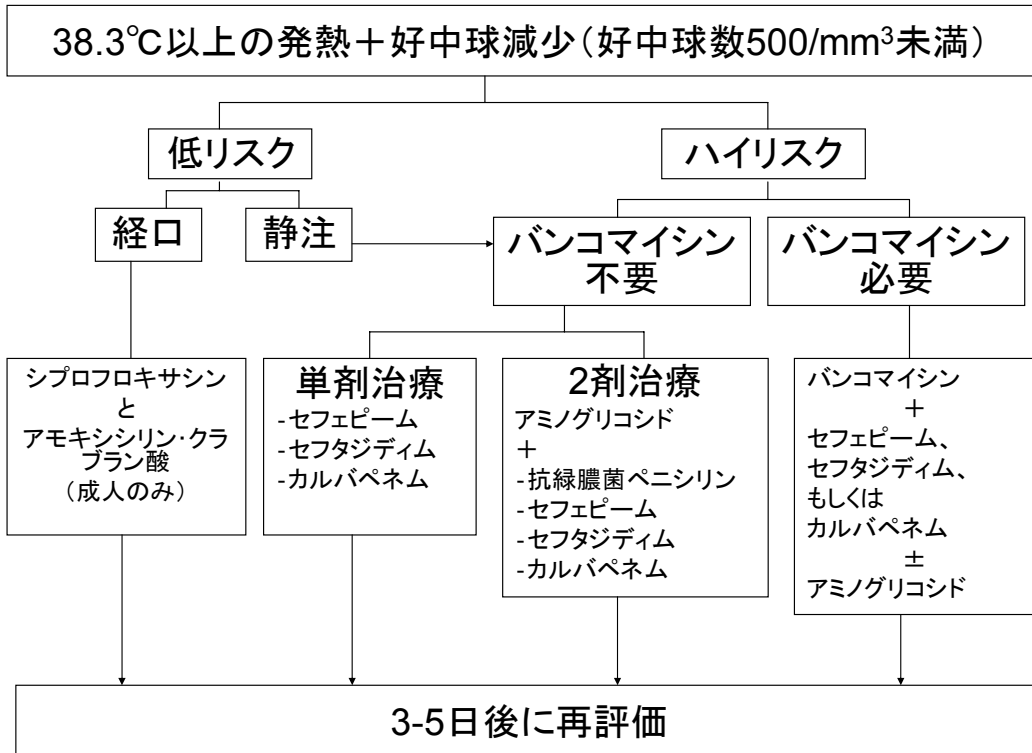 38.3℃以上の発熱＋好中球減少（好中球数500/mm³未満）
低リスク
ハイリスク
経口
静注
バンコマイシン
不要
バンコマイシン
必要
シプロフロキサシン
と
アモキシシリン・クラ
ブラン酸
（成人のみ）
単剤治療
-セフェピーム
-セフタジディム
-カルバペネム
2剤治療
アミノグリコシド
＋
-抗緑膿菌ペニシリン
-セフェピーム
-セフタジディム
-カルバペネム
バンコマイシン
＋
セフェピーム、
セフタジディム、
もしくは
カルバペネム
±
アミノグリコシド
3-5日後に再評価